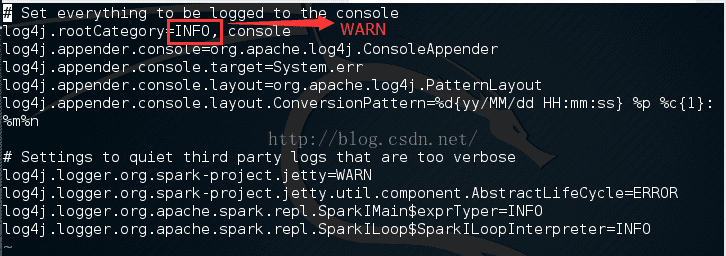 # Set everything to be logged to the console
log4j.rootCategory=INFO, console WARN
log4j.appender.console=org.apache.log4j.ConsoleAppender
log4j.appender.console.target=System.err
log4j.appender.console.layout=org.apache.log4j.PatternLayout
log4j.appender.console.layout.ConversionPattern=%d{yy/MM/dd HH:mm:ss} %p %c{1}:
%m%n
http://blog.csdn.net/
# Settings to quiet third party logs that are too verbose
log4j.logger.org.spark-project.jetty=WARN
log4j.logger.org.spark-project.jetty.util.component.AbstractLifeCycle=ERROR
log4j.logger.org.apache.spark.repl.SparkIMain$exprTyper=INFO
log4j.logger.org.apache.spark.repl.SparkILoop$SparkILoopInterpreter=INFO
~